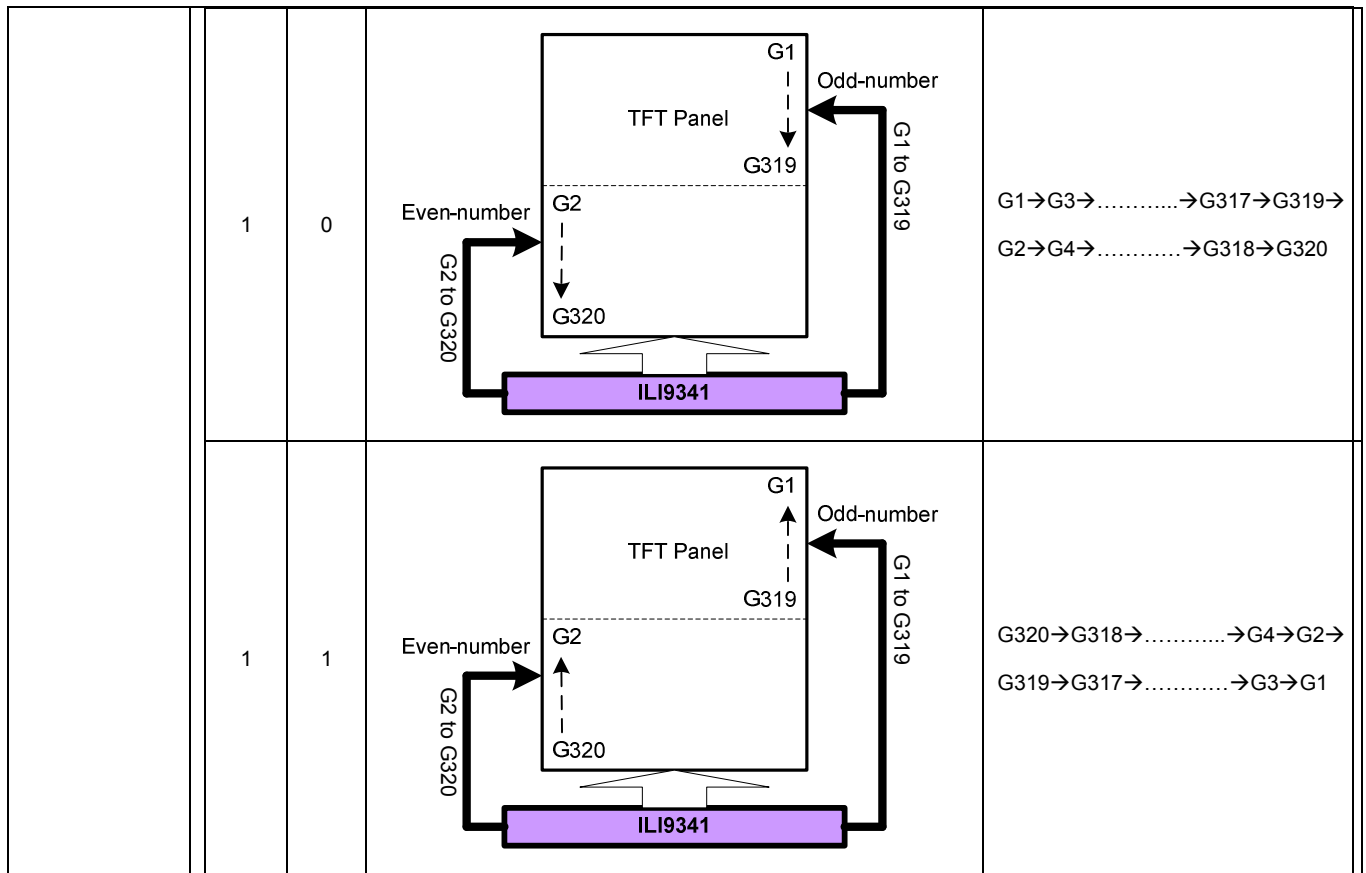 1
0
G1
Odd-number
TFT Panel
G319
G1 to G319
Even-number
G2
G2 to G320
G320
ILI9341
G1→G3→…………...→G317→G319→
G2→G4→…………→G318→G320
1
1
G1
Odd-number
TFT Panel
G319
G1 to G319
Even-number
G2
G2 to G320
G320
ILI9341
G320→G318→…………...→G4→G2→
G319→G317→…………→G3→G1